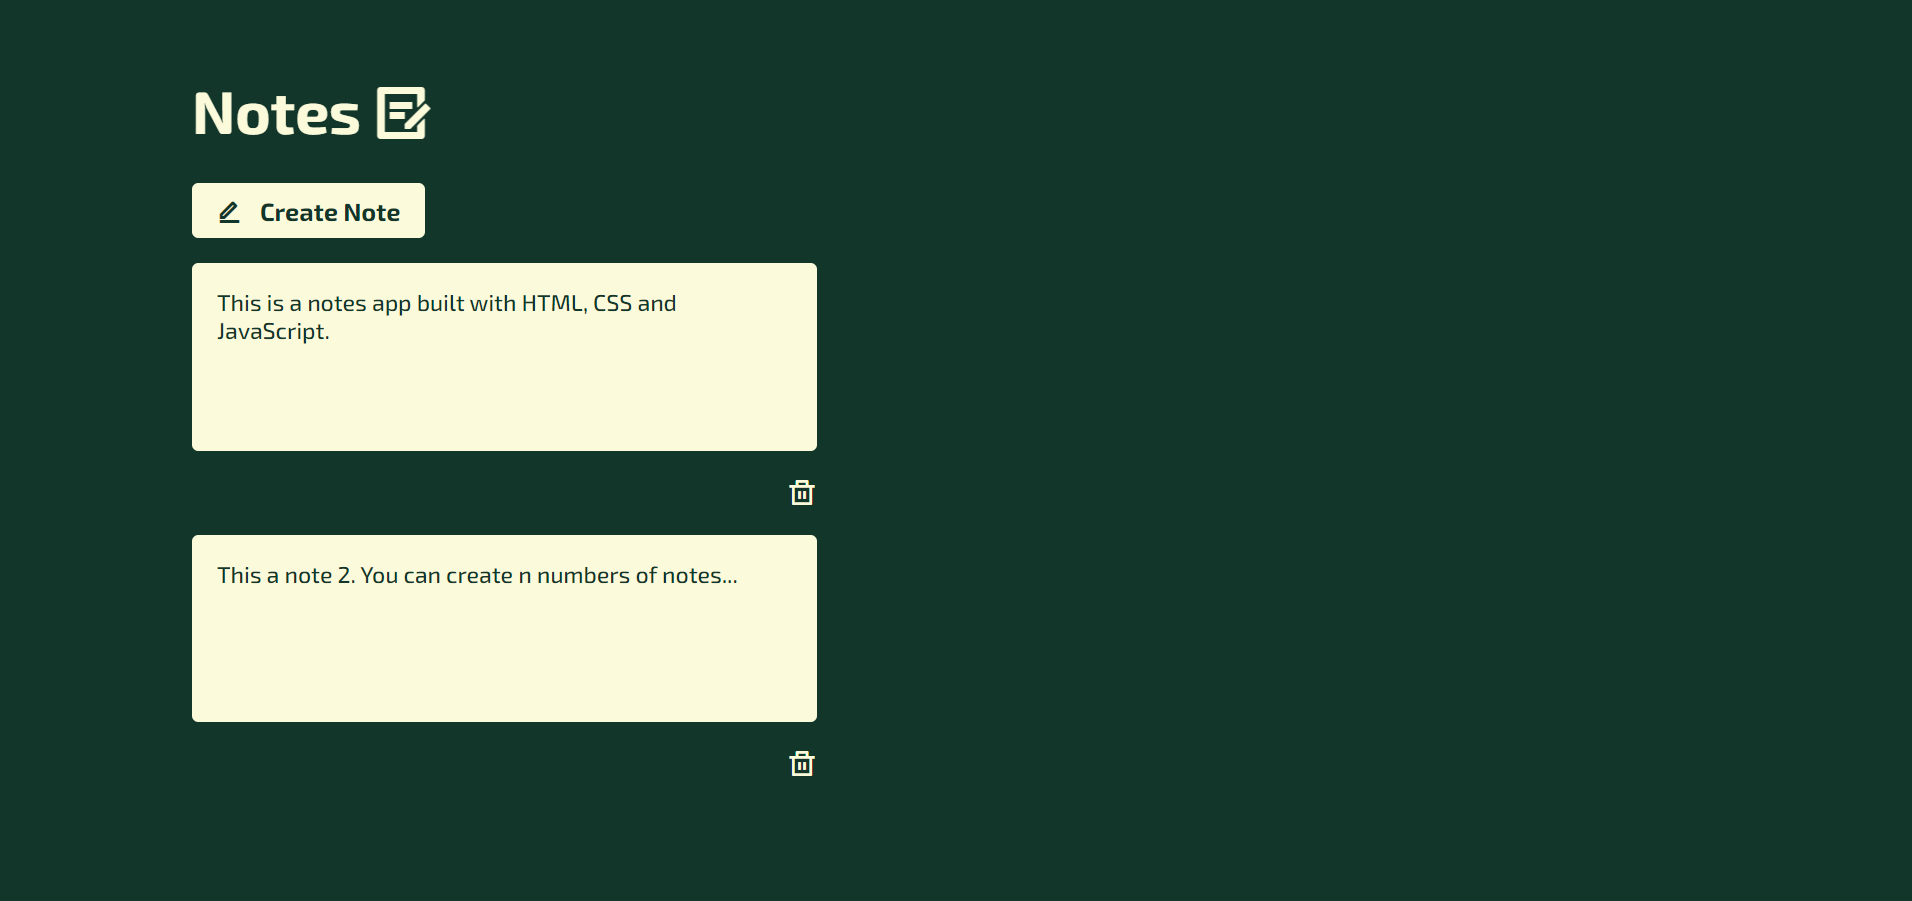 Notes
Create Note
This is a notes app built with HTML, CSS and
JavaScript.
This a note 2. You can create n numbers of notes...